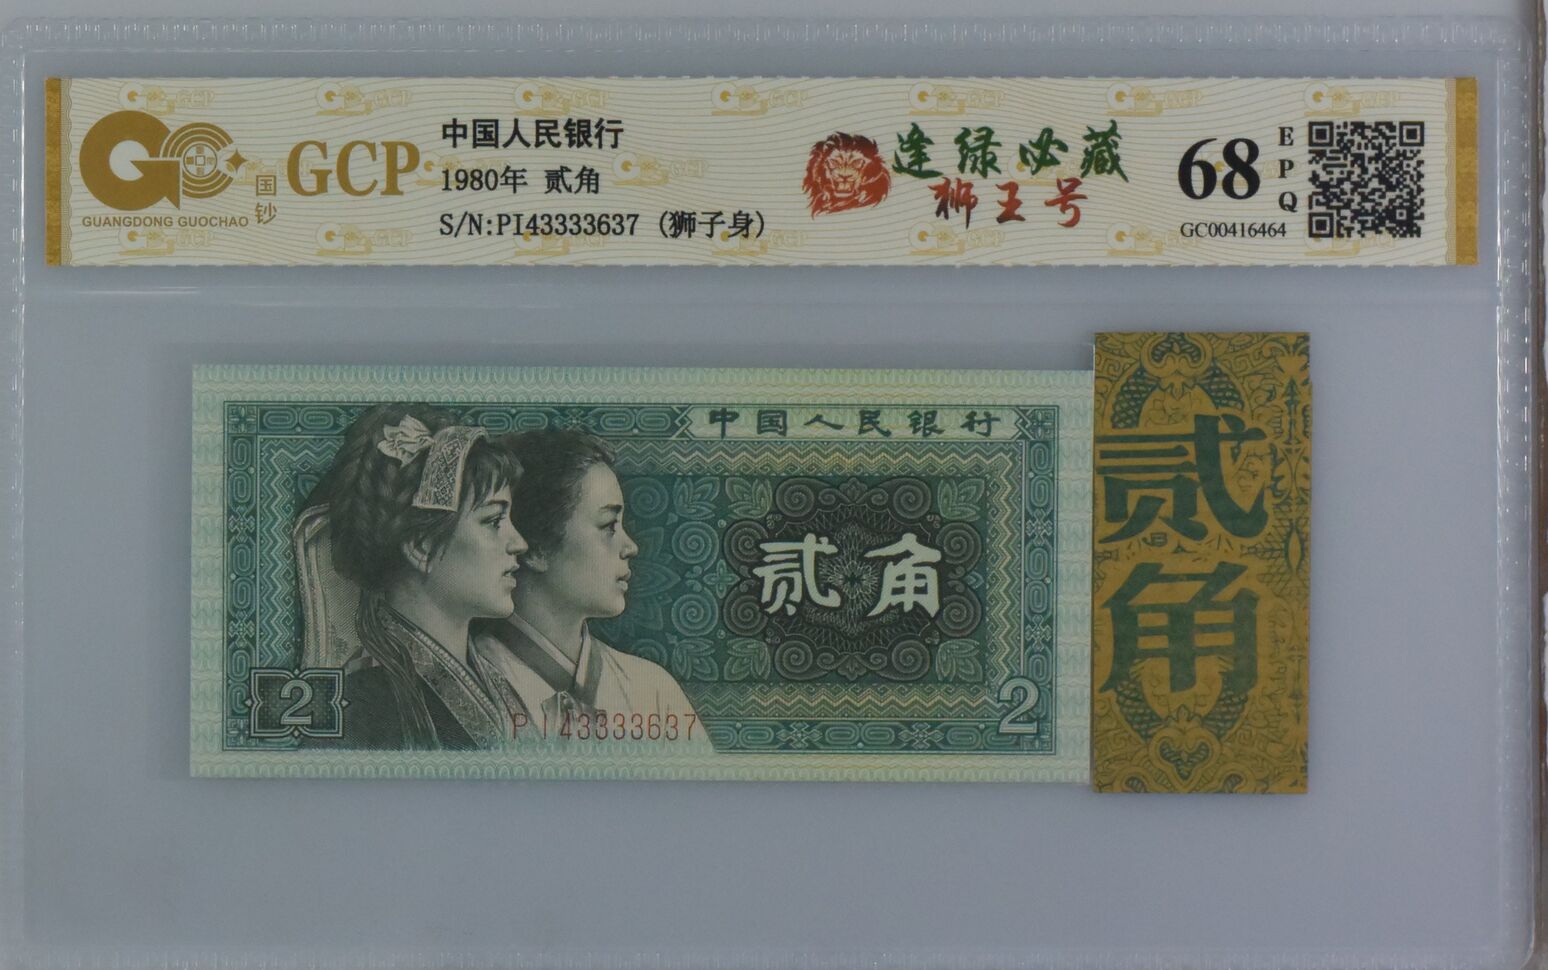 GCP
国钞
GUANGDONG GUOCHAO
中国人民银行
1980年 贰角
S/N:PI43333637 (狮子身)
逢绿必藏
狮王号
68
EPQ
GC00416464
中国人民银行
贰角
2
PI43333637
2
贰角